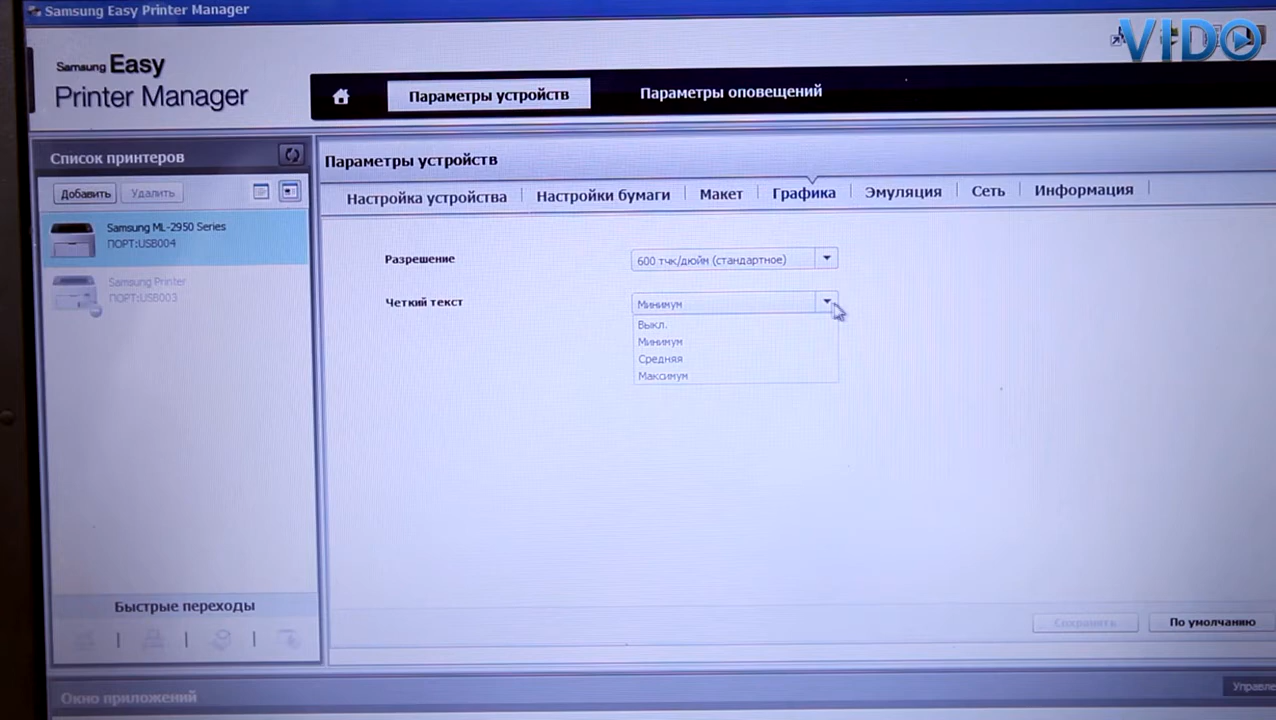 Samsung Easy Printer Manager
VIDO
Samsung Easy
Printer Manager
Параметры устройств
Параметры оповещений
Список принтеров
Добавить
Удалить
Samsung ML-2950 Series
ПОРТ:USB004
Samsung Printer
ПОРТ:USB003
Быстрые переходы
Параметры устройств
Настройка устройства
Настройки бумаги
Макет
Графика
Эмуляция
Сеть
Информация
Разрешение
600 тчк/дюйм (стандартное)
Четкий текст
Минимум
Выкл.
Минимум
Средняя
Максимум
Сохранить
По умолчанию
Окно приложений
Управле